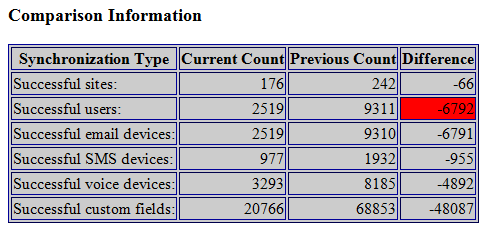 Comparison Information
Synchronization Type Current Count Previous Count Difference
Successful sites: 176 242 -66
Successful users: 2519 9311 -6792
Successful email devices: 2519 9310 -6791
Successful SMS devices: 977 1932 -955
Successful voice devices: 3293 8185 -4892
Successful custom fields: 20766 68853 -48087